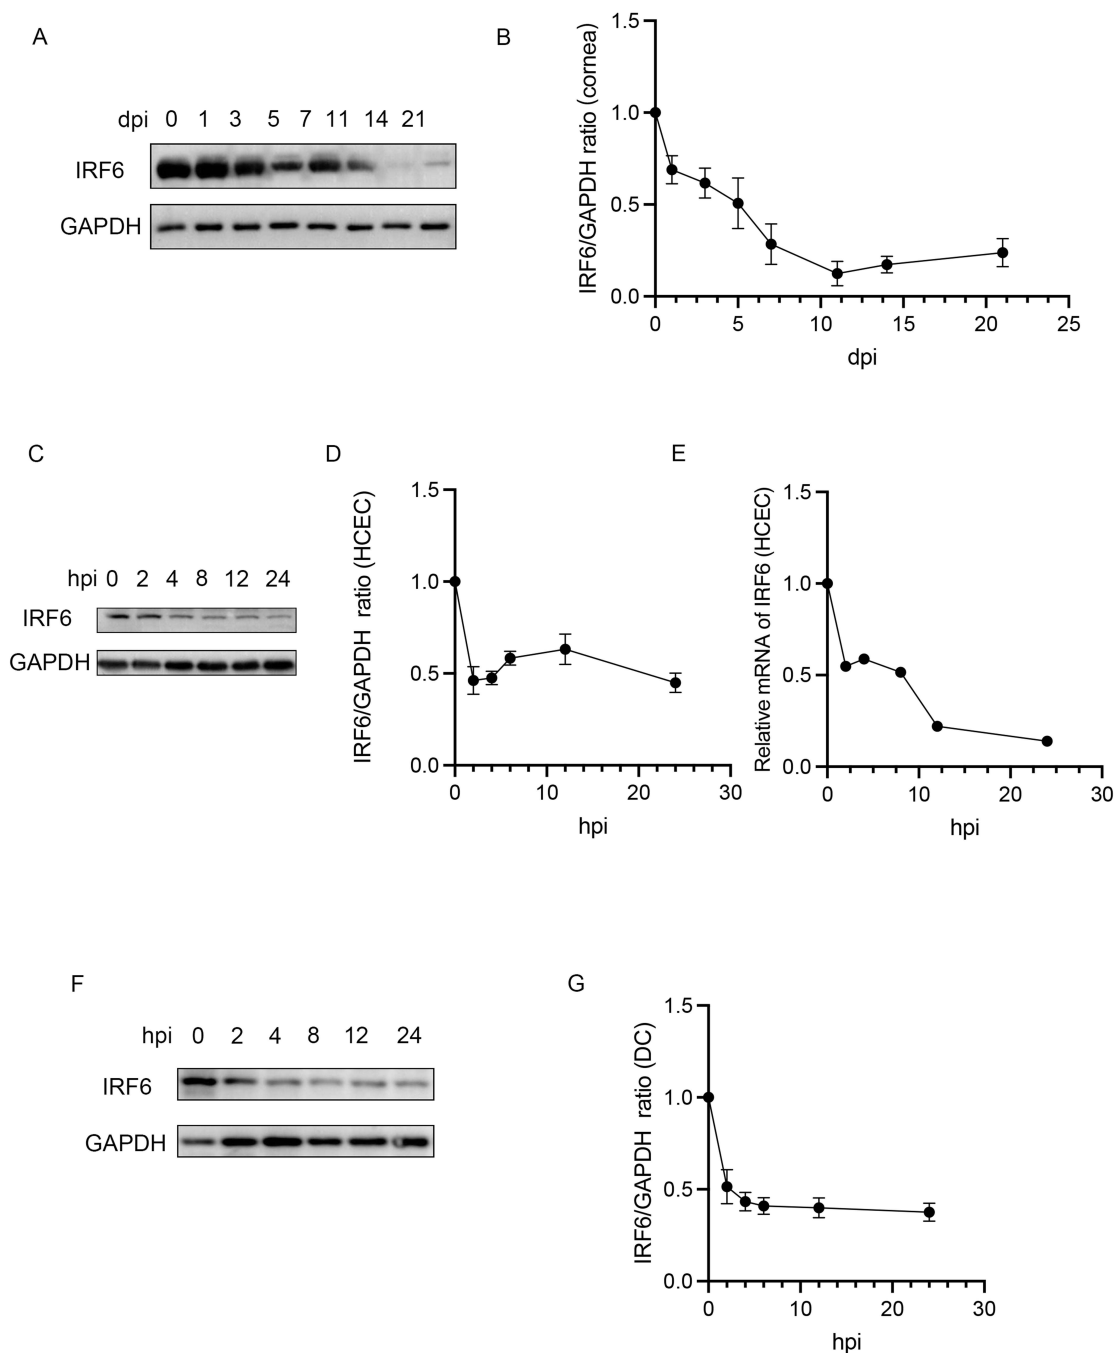 A
dpi 0 1 3 5 7 11 14 21
IRF6
GAPDH
B
IRF6/GAPDH ratio (cornea)
1.5
1.0
0.5
0.0
0 5 10 15 20 25
dpi
C
hpi 0 2 4 8 12 24
IRF6
GAPDH
D
IRF6/GAPDH ratio (HCEC)
1.5
1.0
0.5
0.0
0 10 20 30
hpi
E
Relative mRNA of IRF6 (HCEC)
1.5
1.0
0.5
0.0
0 10 20 30
hpi
F
hpi 0 2 4 8 12 24
IRF6
GAPDH
G
IRF6/GAPDH ratio (DC)
1.5
1.0
0.5
0.0
0 10 20 30
hpi